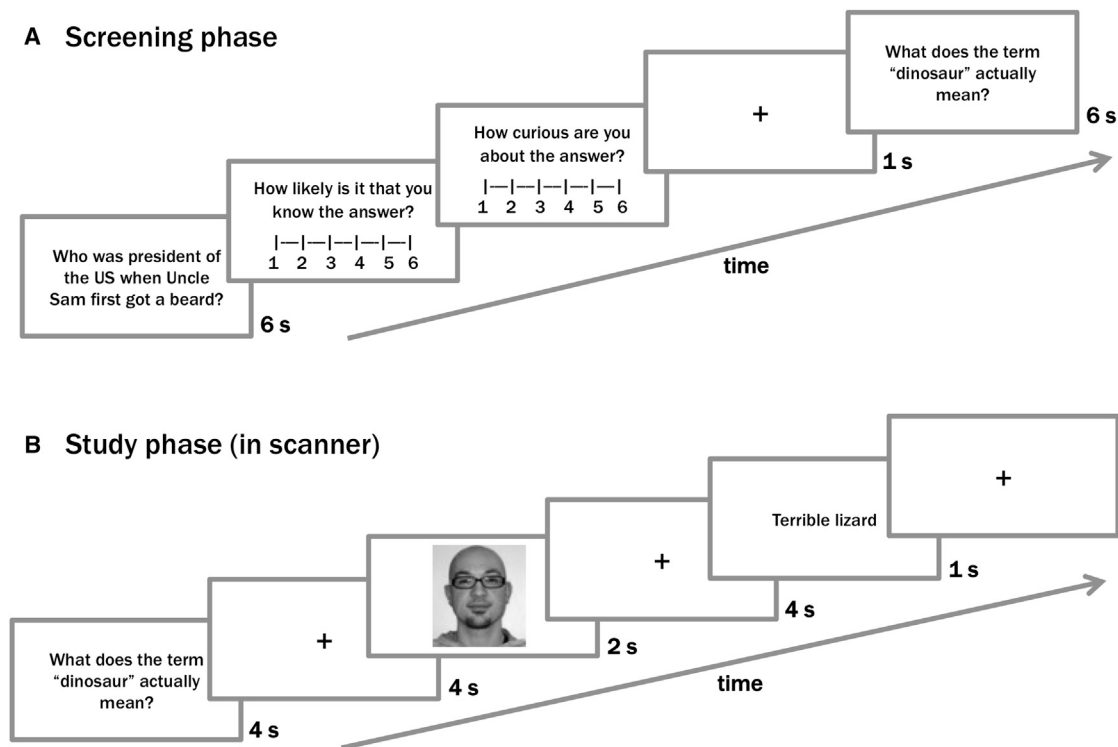 A Screening phase
Who was president of
the US when Uncle
Sam first got a beard?
6 s
How likely is it that you
know the answer?
|—|—|—|—|—|
1 2 3 4 5 6
How curious are you
about the answer?
|—|—|—|—|—|
1 2 3 4 5 6
+
1 s
What does the term
“dinosaur” actually
mean?
6 s
time
B Study phase (in scanner)
What does the term
“dinosaur” actually
mean?
4 s
+
4 s
2 s
+
4 s
Terrible lizard
1 s
+
time